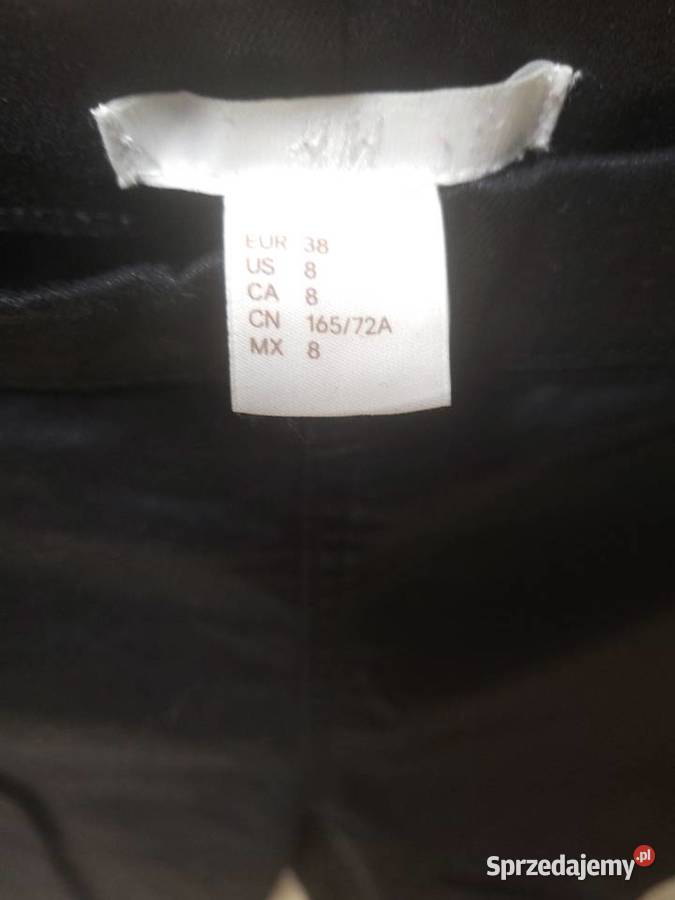 EUR 38
US 8
CA 8
CN 165/72A
MX 8
Sprzedajemy.pl